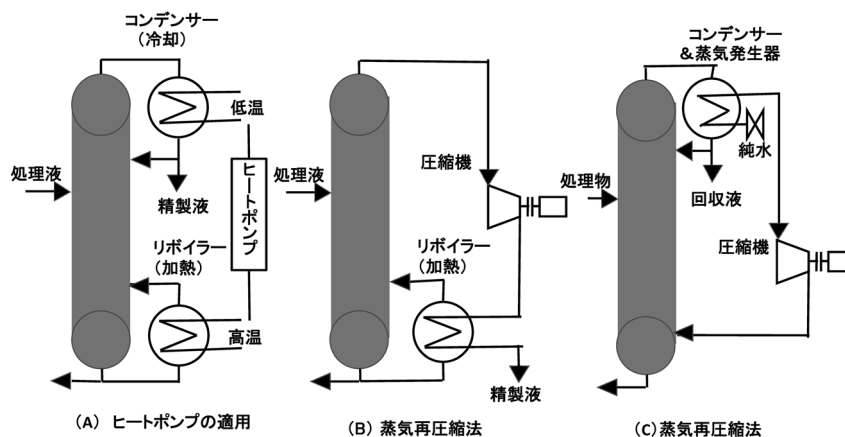 コンデンサー
(冷却)
低温
処理液
精製液
ヒートポンプ
リボイラー
(加熱)
高温
(A) ヒートポンプの適用
処理液
圧縮機
リボイラー
(加熱)
精製液
(B) 蒸気再圧縮法
コンデンサー
&蒸気発生器
純水
処理物
回収液
圧縮機
(C)蒸気再圧縮法